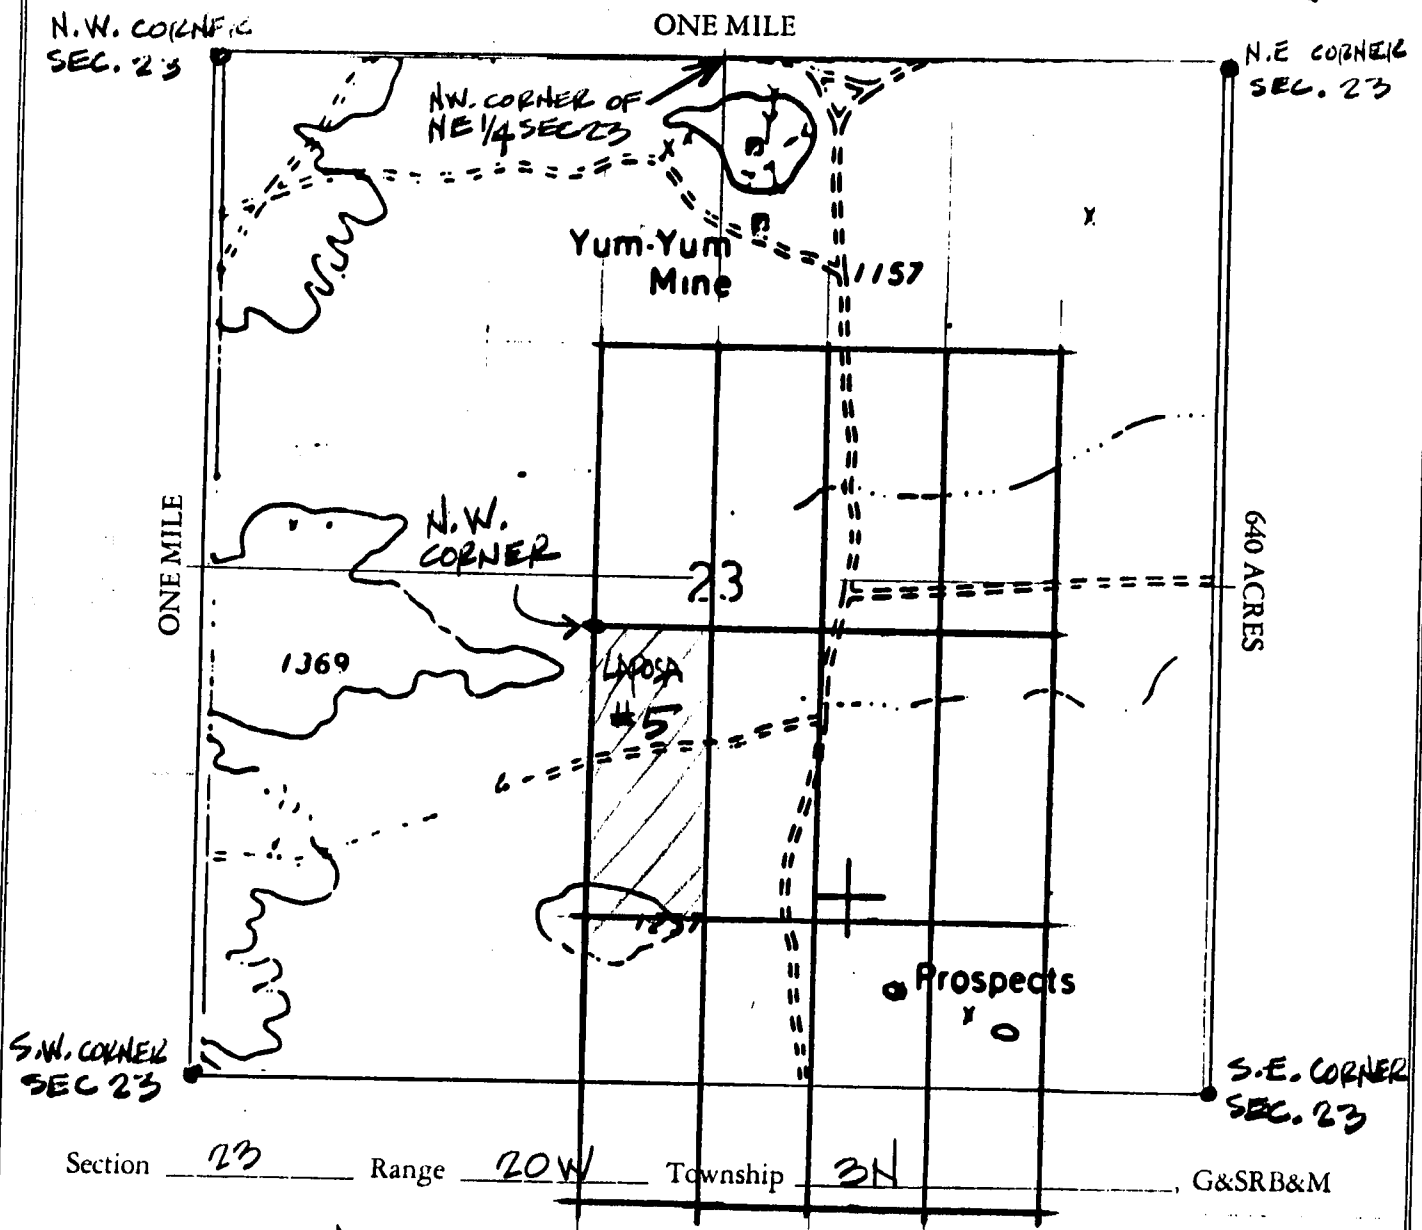 ONE MILE
N.W. CORNER
SEC. 23
N.E CORNER
SEC. 23
NW. CORNER OF
NE 1/4 SEC 23
Yum-Yum
Mine
1157
N.W.
CORNER
23
ONE MILE
640 ACRES
1369
LAPOSA
#5
Prospects
S.W. CORNER
SEC 23
S.E. CORNER
SEC. 23
Section 23 Range 20W Township 3N, G&SRB&M